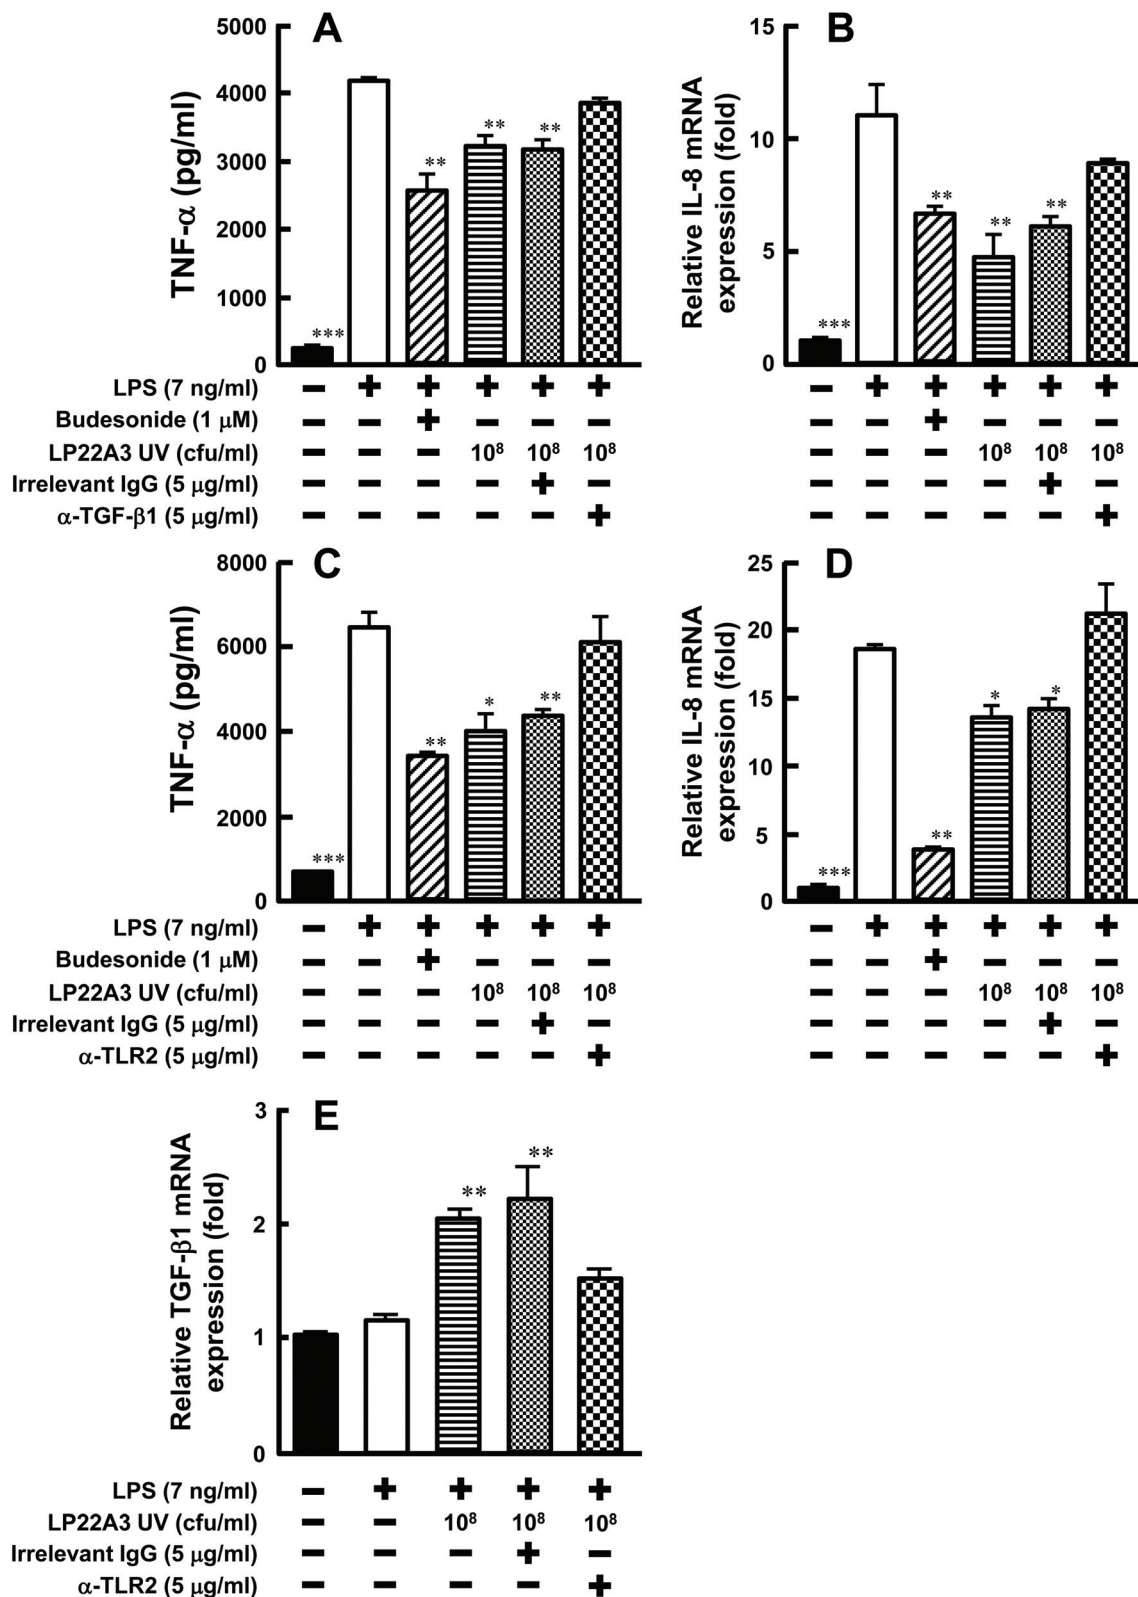 A
TNF-α (pg/ml)
5000
4000
3000
2000
1000
0
***
**
**
**
B
Relative IL-8 mRNA
expression (fold)
15
10
5
0
***
**
**
**
LPS (7 ng/ml) − + + + + + − + + + + +
Budesonide (1 μM) − − + − − − − − + − − −
LP22A3 UV (cfu/ml) − − − 10⁸ 10⁸ 10⁸ − − − 10⁸ 10⁸ 10⁸
Irrelevant IgG (5 μg/ml) − − − − + − − − − − + −
α-TGF-β1 (5 μg/ml) − − − − − + − − − − − +
C
TNF-α (pg/ml)
8000
6000
4000
2000
0
***
**
*
**
D
Relative IL-8 mRNA
expression (fold)
25
20
15
10
5
0
***
**
*
*
LPS (7 ng/ml) − + + + + + − + + + + +
Budesonide (1 μM) − − + − − − − − + − − −
LP22A3 UV (cfu/ml) − − − 10⁸ 10⁸ 10⁸ − − − 10⁸ 10⁸ 10⁸
Irrelevant IgG (5 μg/ml) − − − − + − − − − − + −
α-TLR2 (5 μg/ml) − − − − − + − − − − − +
E
Relative TGF-β1 mRNA
expression (fold)
3
2
1
0
**
**
LPS (7 ng/ml) − + + + +
LP22A3 UV (cfu/ml) − − 10⁸ 10⁸ 10⁸
Irrelevant IgG (5 μg/ml) − − − + −
α-TLR2 (5 μg/ml) − − − − +